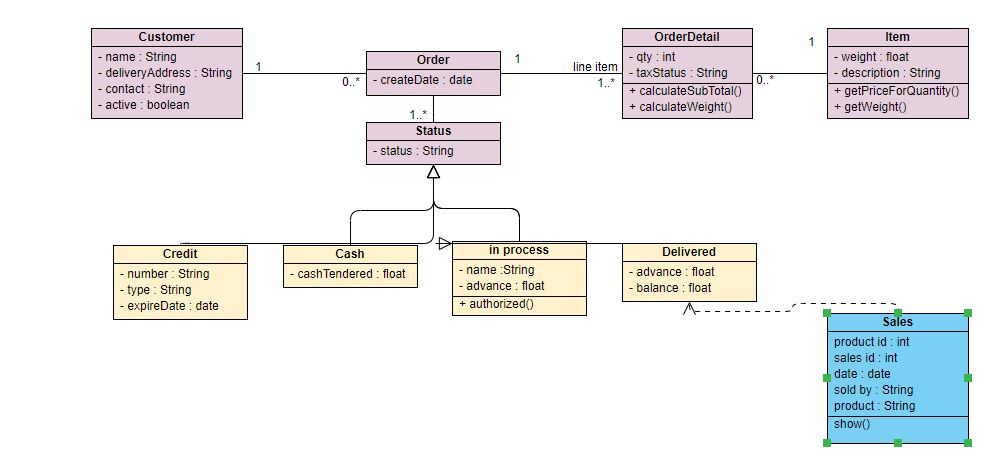 Customer
- name : String
- deliveryAddress : String
- contact : String
- active : boolean
1
0..*
Order
- createDate : date
1
line item
1..*
OrderDetail
- qty : int
- taxStatus : String
+ calculateSubTotal()
+ calculateWeight()
0..*
1
Item
- weight : float
- description : String
+ getPriceForQuantity()
+ getWeight()
1..*
Status
- status : String
Credit
- number : String
- type : String
- expireDate : date
Cash
- cashTendered : float
in process
- name :String
- advance : float
+ authorized()
Delivered
- advance : float
- balance : float
Sales
product id : int
sales id : int
date : date
sold by : String
product : String
show()